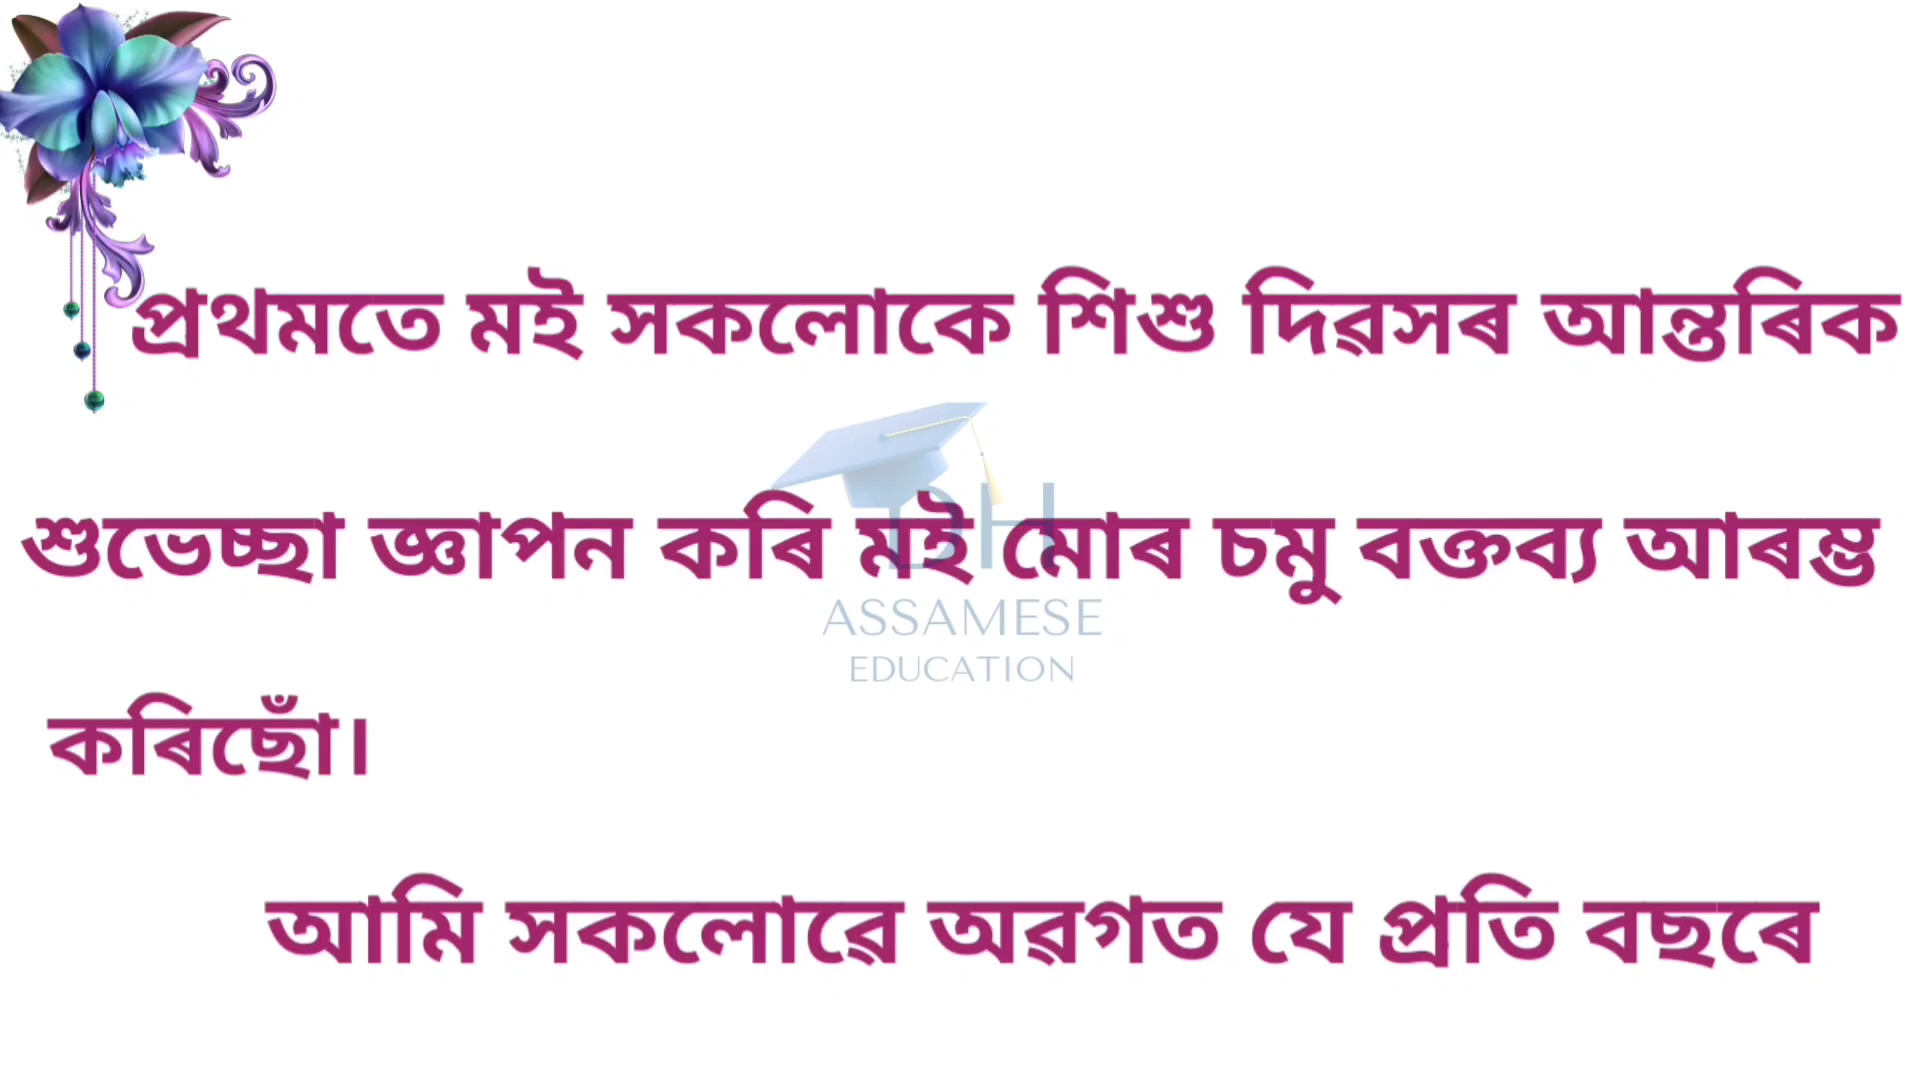 প্ৰথমতে মই সকলোকে শিশু দিৱসৰ আন্তৰিক
শুভেচ্ছা জ্ঞাপন কৰি মই মোৰ চমু বক্তব্য আৰম্ভ
কৰিছোঁ।
আমি সকলোৱে অৱগত যে প্ৰতি বছৰে
DH
ASSAMESE
EDUCATION